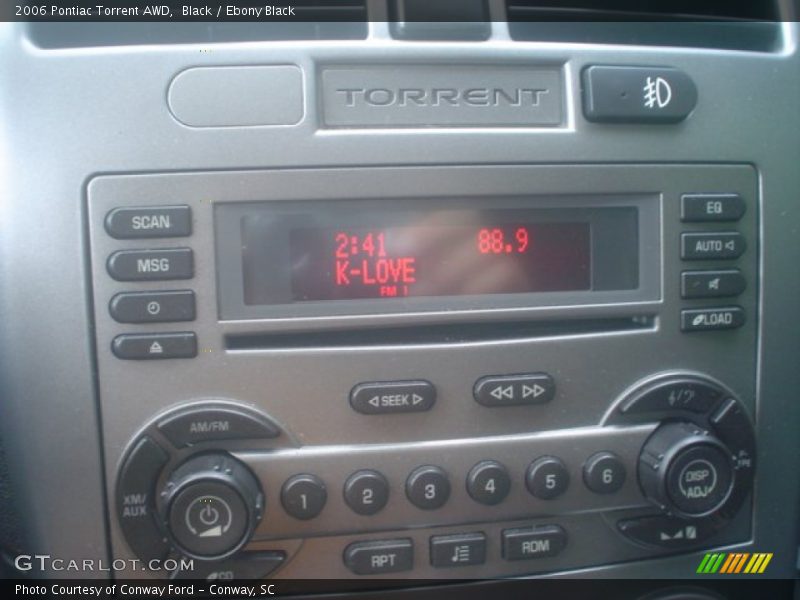 2006 Pontiac Torrent AWD,  Black / Ebony Black
TORRENT
SCAN
MSG
2:41
88.9
K-LOVE
FM 1
EQ
AUTO
LOAD
SEEK
AM/FM
XM/
AUX
CD
1
2
3
4
5
6
DISP
ADJ
RPT
RDM
GTCARLOT.COM
Photo Courtesy of Conway Ford - Conway, SC